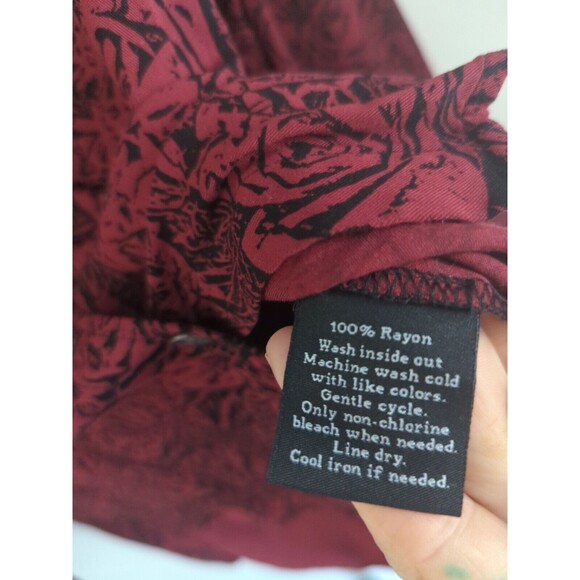 100% Rayon
Wash inside out
Machine wash cold
with like colors.
Gentle cycle.
Only non-chlorine
bleach when needed.
Line dry.
Cool iron if needed.